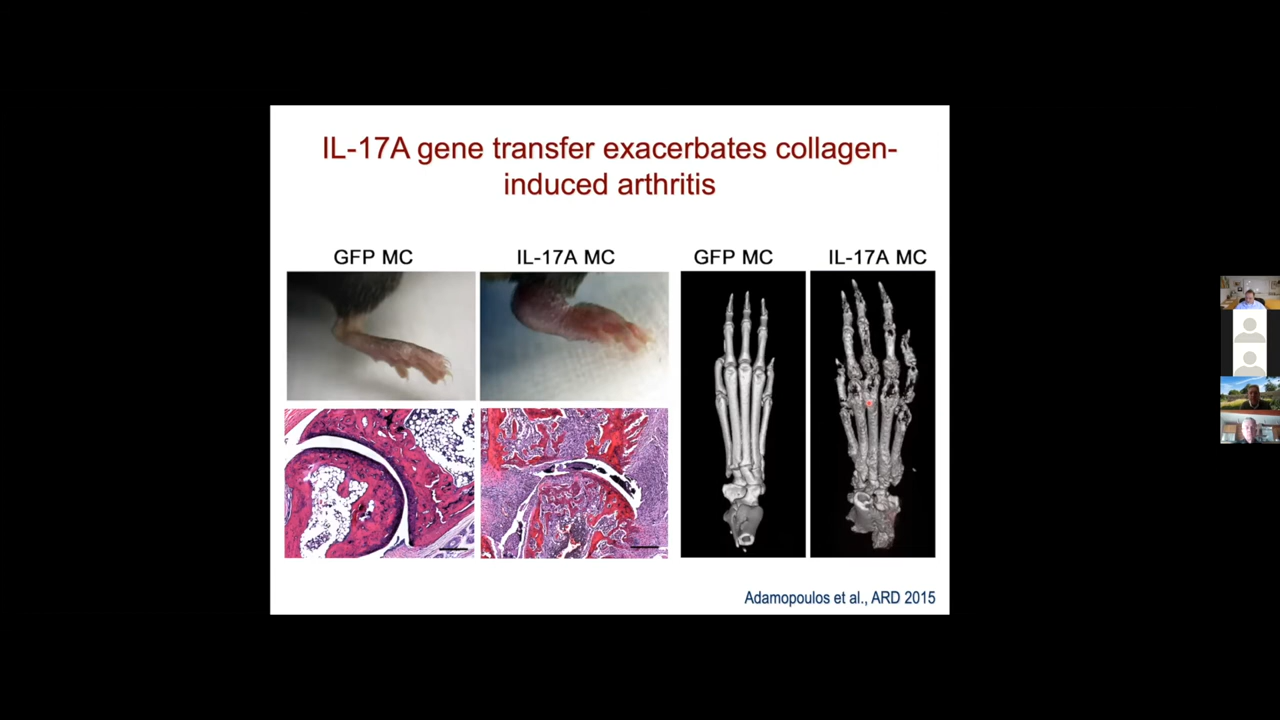 IL-17A gene transfer exacerbates collagen-
induced arthritis
GFP MC
IL-17A MC
GFP MC
IL-17A MC
Adamopoulos et al., ARD 2015